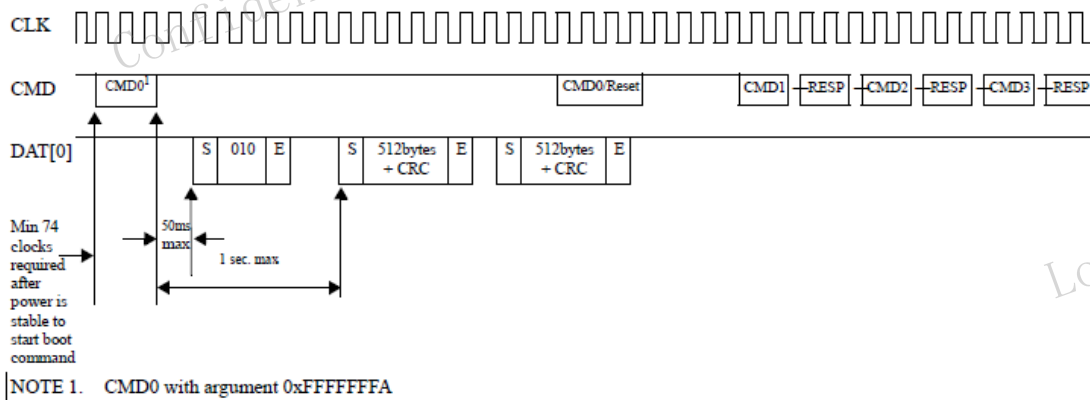 Confiden
CLK
CMD
CMD0¹
CMD0/Reset
CMD1
RESP
CMD2
RESP
CMD3
RESP
DAT[0]
S 010 E
S 512bytes + CRC E
S 512bytes + CRC E
50ms
max
1 sec. max
Min 74
clocks
required
after
power is
stable to
start boot
command
Lo
NOTE 1. CMD0 with argument 0xFFFFFFFA